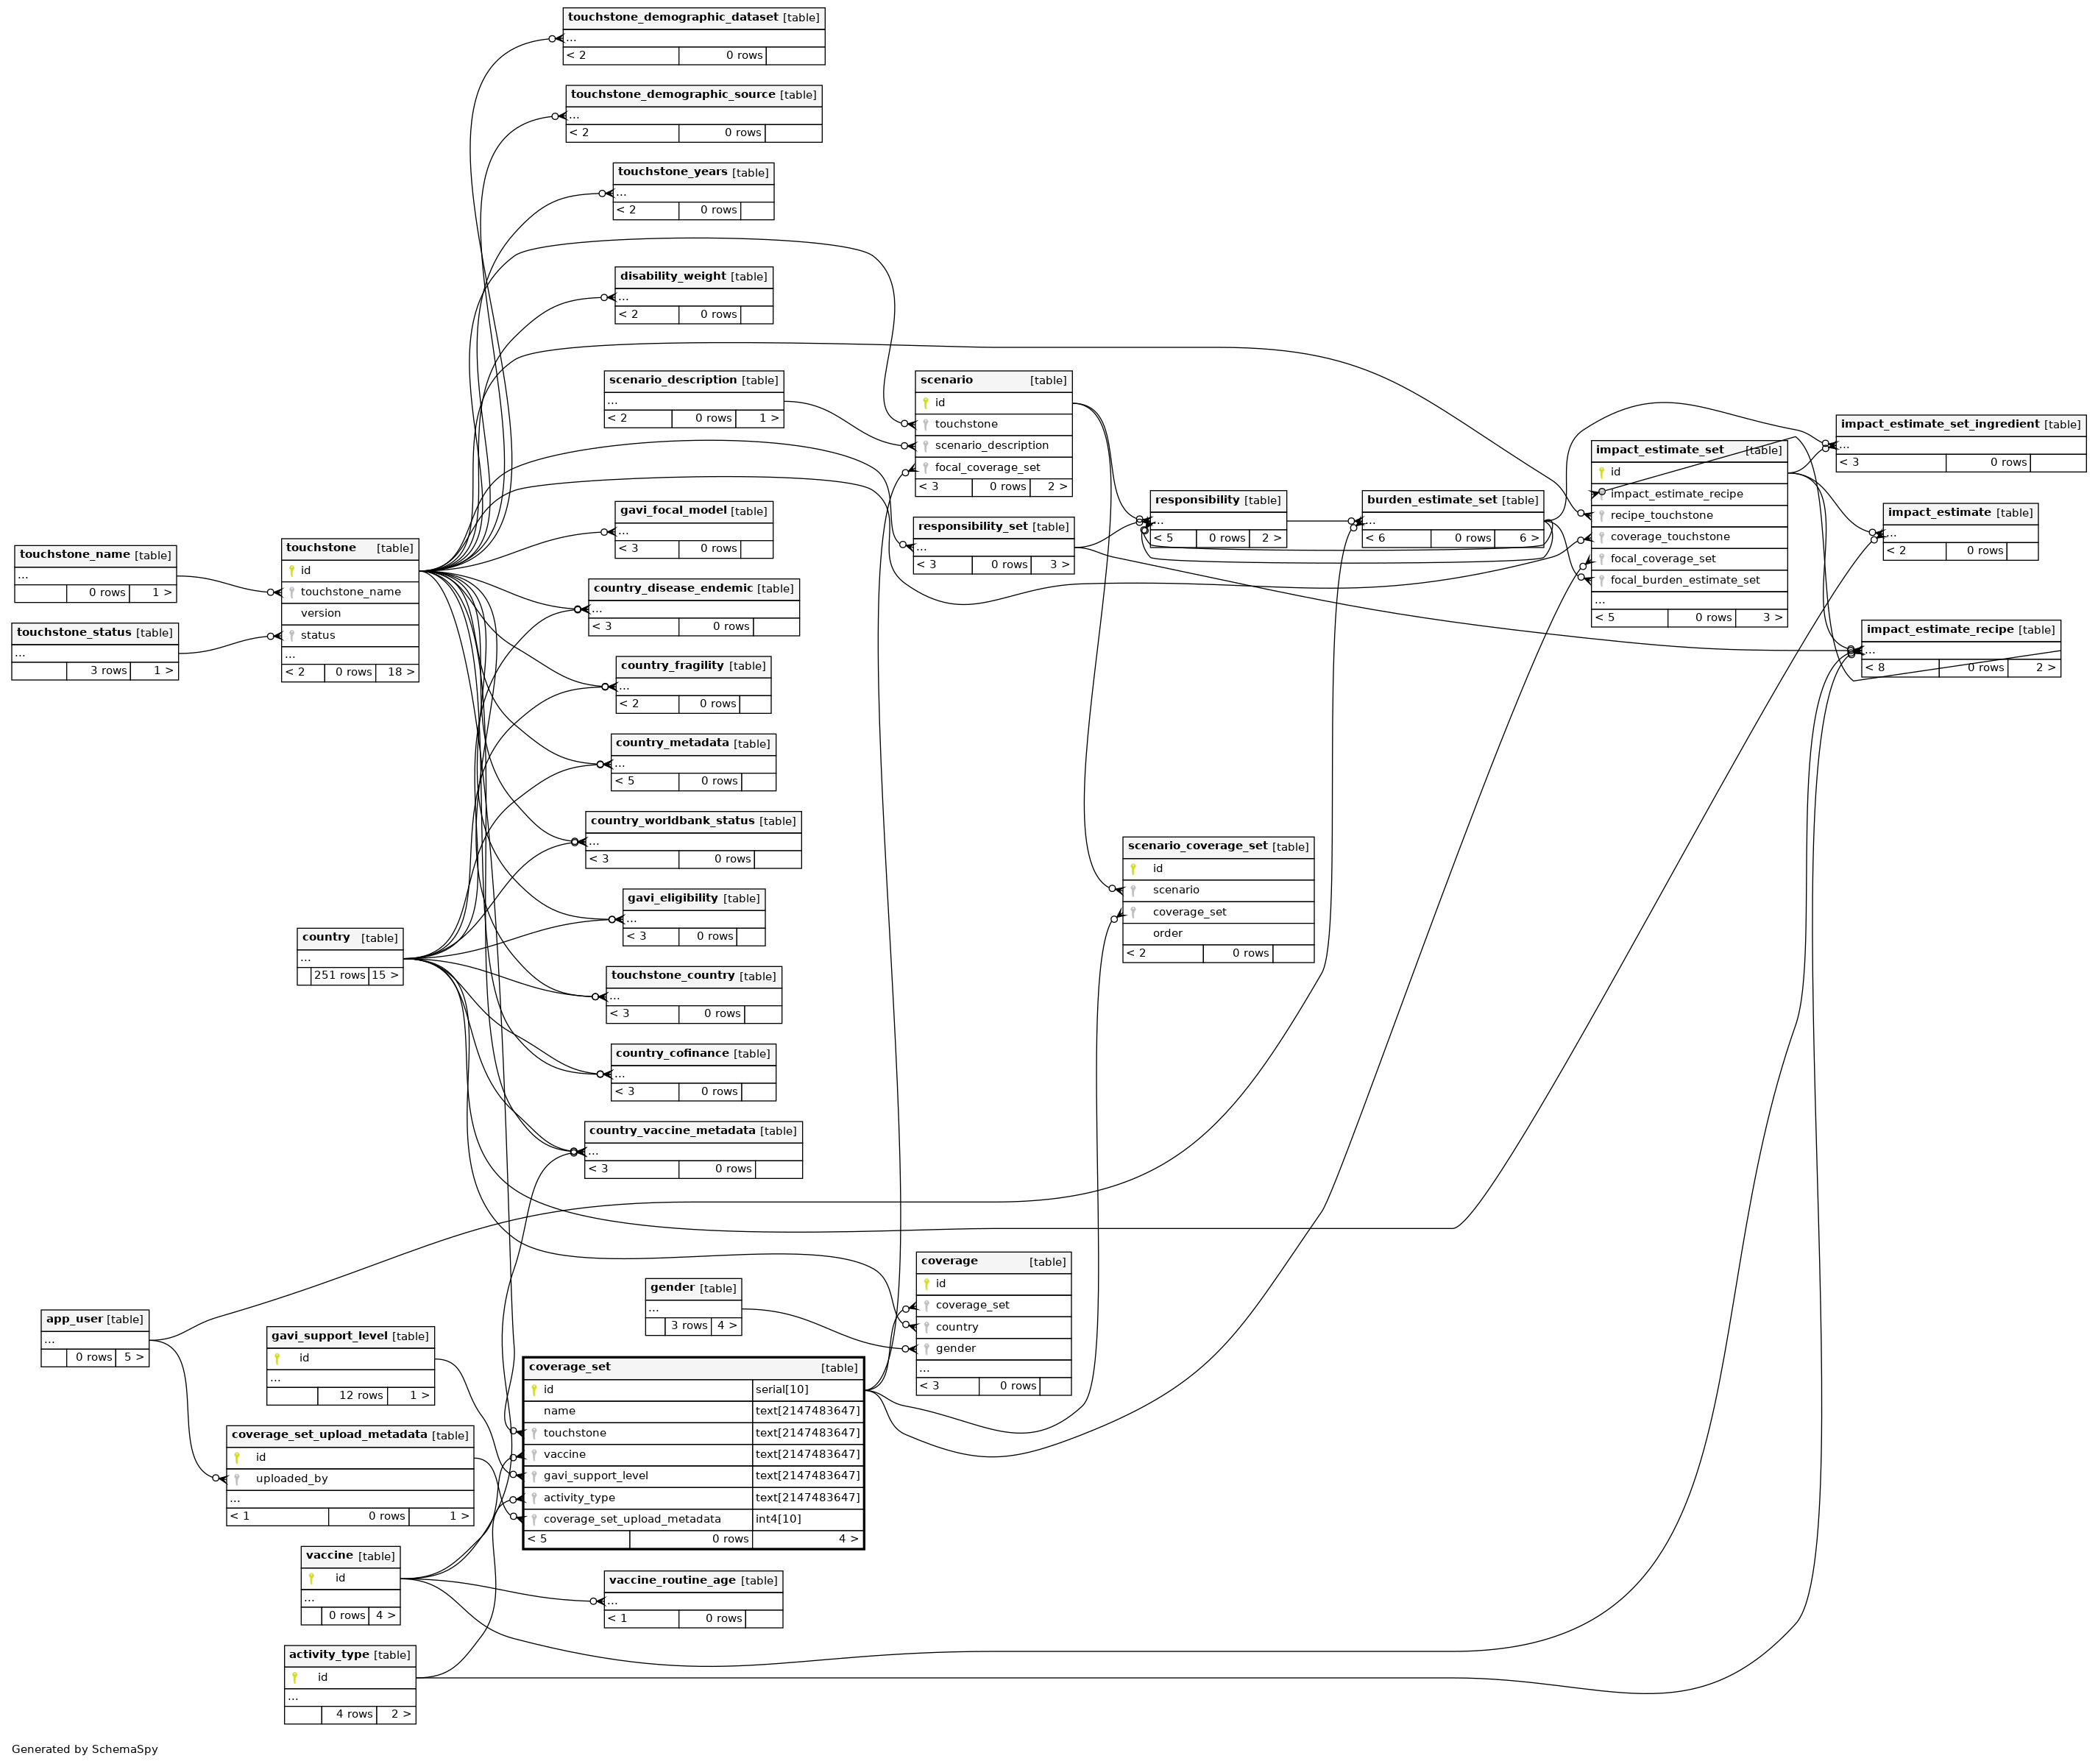 touchstone_demographic_dataset [table]
...
< 2 0 rows
touchstone_demographic_source [table]
...
< 2 0 rows
touchstone_years [table]
...
< 2 0 rows
disability_weight [table]
...
< 2 0 rows
scenario_description [table]
...
< 2 0 rows 1 >
scenario [table]
id
touchstone
scenario_description
focal_coverage_set
< 3 0 rows 2 >
impact_estimate_set_ingredient [table]
...
< 3 0 rows
impact_estimate_set [table]
id
impact_estimate_recipe
recipe_touchstone
coverage_touchstone
focal_coverage_set
focal_burden_estimate_set
...
< 5 0 rows 3 >
responsibility [table]
...
< 5 0 rows 2 >
burden_estimate_set [table]
...
< 6 0 rows 6 >
gavi_focal_model [table]
...
< 3 0 rows
responsibility_set [table]
...
< 3 0 rows 3 >
impact_estimate [table]
...
< 2 0 rows
touchstone_name [table]
...
0 rows 1 >
touchstone [table]
id
touchstone_name
version
status
...
< 2 0 rows 18 >
country_disease_endemic [table]
...
< 3 0 rows
touchstone_status [table]
...
3 rows 1 >
impact_estimate_recipe [table]
...
< 8 0 rows 2 >
country_fragility [table]
...
< 2 0 rows
country_metadata [table]
...
< 5 0 rows
country_worldbank_status [table]
...
< 3 0 rows
scenario_coverage_set [table]
id
scenario
coverage_set
order
< 2 0 rows
gavi_eligibility [table]
...
< 3 0 rows
country [table]
...
251 rows 15 >
touchstone_country [table]
...
< 3 0 rows
country_cofinance [table]
...
< 3 0 rows
country_vaccine_metadata [table]
...
< 3 0 rows
coverage [table]
id
coverage_set
country
gender
...
< 3 0 rows
gender [table]
...
3 rows 4 >
app_user [table]
...
0 rows 5 >
gavi_support_level [table]
id
...
12 rows 1 >
coverage_set [table]
id serial[10]
name text[2147483647]
touchstone text[2147483647]
vaccine text[2147483647]
gavi_support_level text[2147483647]
activity_type text[2147483647]
coverage_set_upload_metadata int4[10]
< 5 0 rows 4 >
coverage_set_upload_metadata [table]
id
uploaded_by
...
< 1 0 rows 1 >
vaccine [table]
id
...
0 rows 4 >
vaccine_routine_age [table]
...
< 1 0 rows
activity_type [table]
id
...
4 rows 2 >
Generated by SchemaSpy